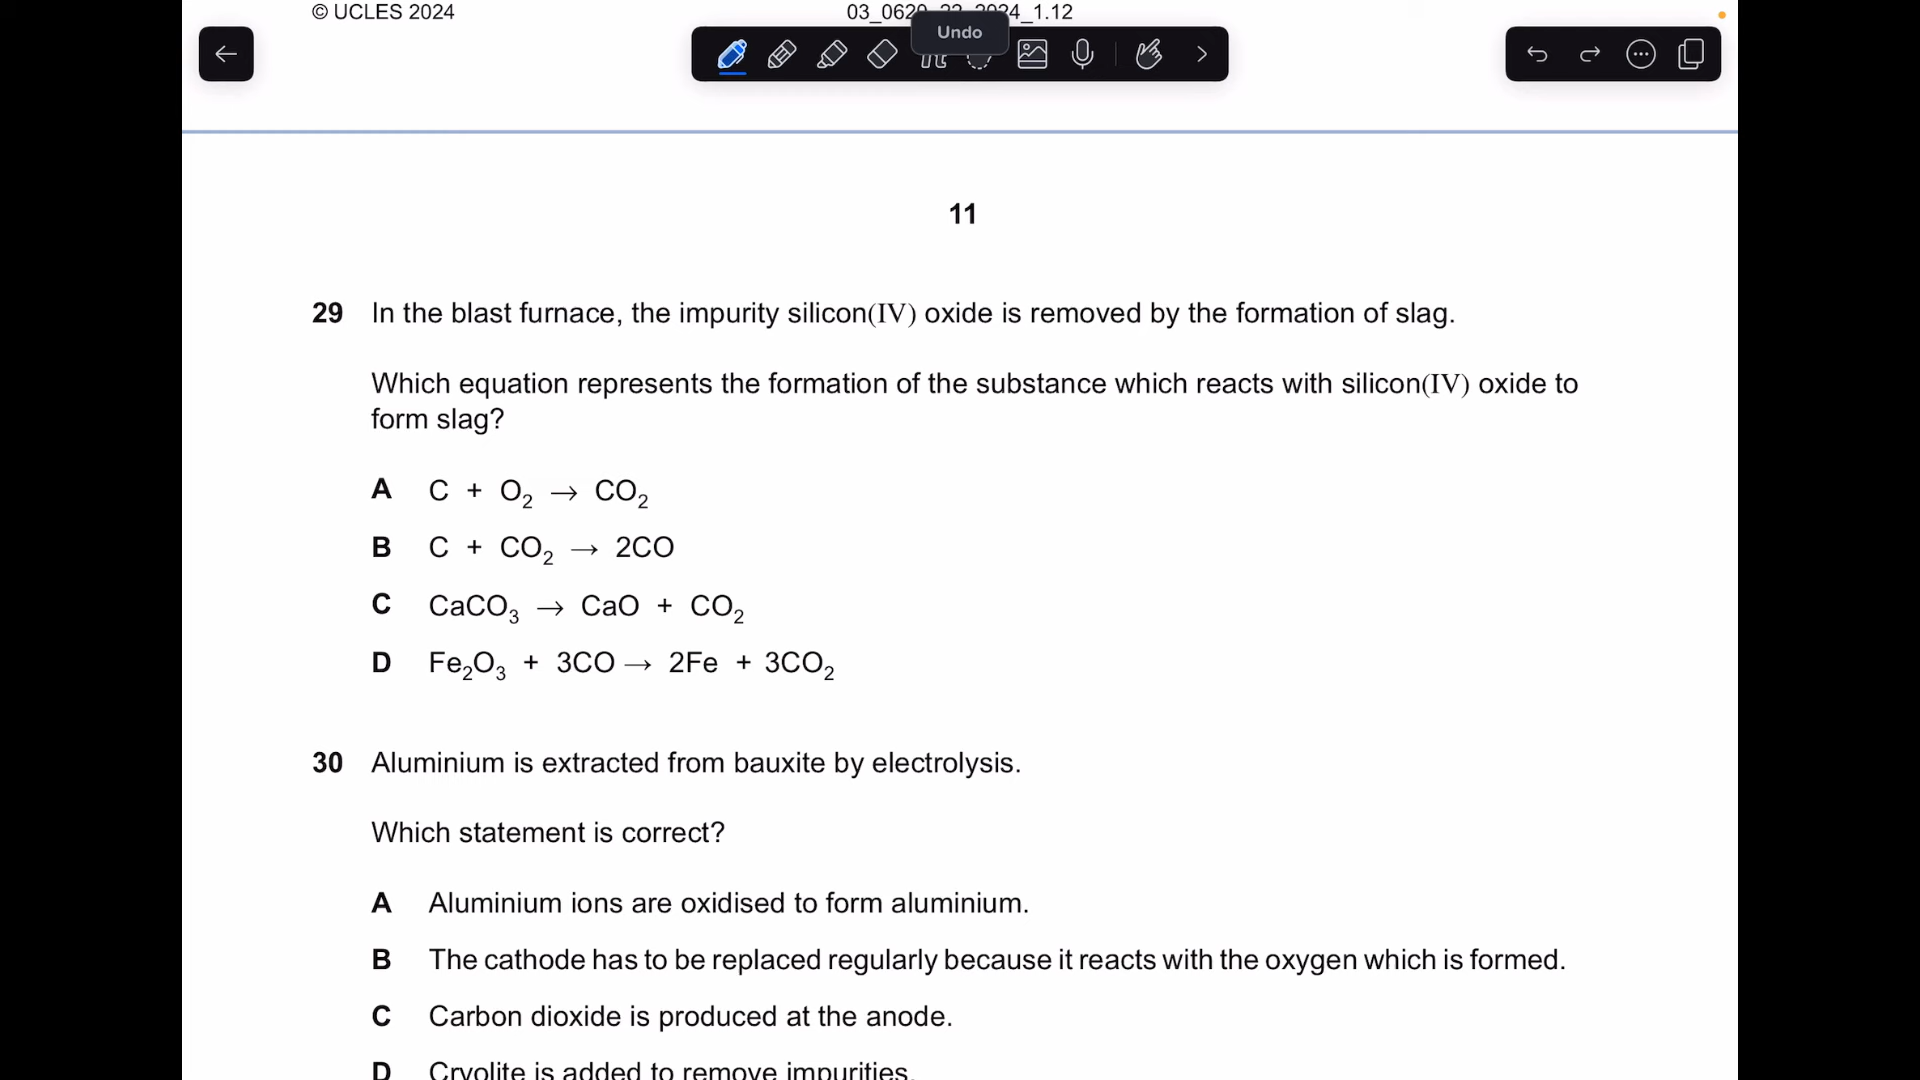 © UCLES 2024
Undo
11
29 In the blast furnace, the impurity silicon(IV) oxide is removed by the formation of slag.
Which equation represents the formation of the substance which reacts with silicon(IV) oxide to
form slag?
A C + O₂ → CO₂
B C + CO₂ → 2CO
C CaCO₃ → CaO + CO₂
D Fe₂O₃ + 3CO → 2Fe + 3CO₂
30 Aluminium is extracted from bauxite by electrolysis.
Which statement is correct?
A Aluminium ions are oxidised to form aluminium.
B The cathode has to be replaced regularly because it reacts with the oxygen which is formed.
C Carbon dioxide is produced at the anode.
D Cryolite is added to remove impurities.